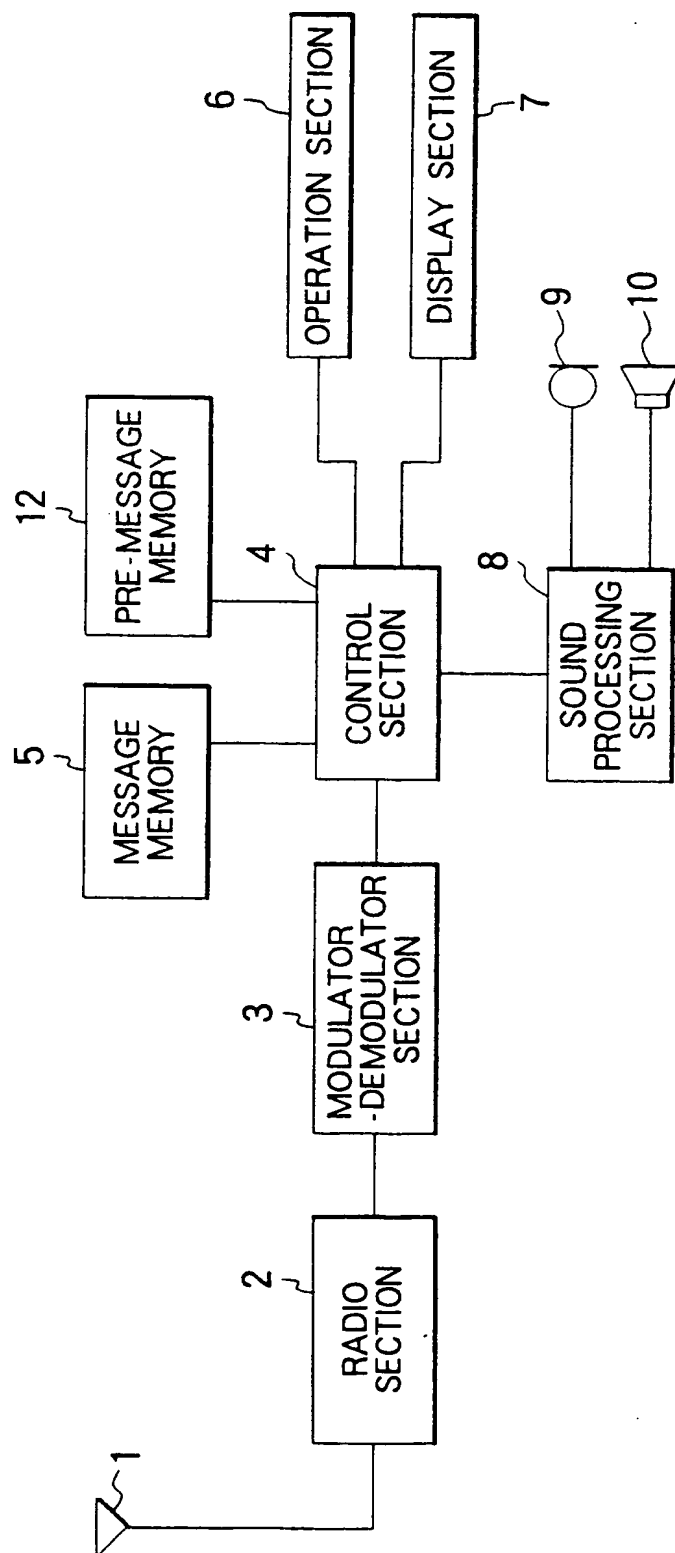 1
2
RADIO
SECTION
3
MODULATOR
-DEMODULATOR
SECTION
5
MESSAGE
MEMORY
12
PRE-MESSAGE
MEMORY
4
CONTROL
SECTION
6
OPERATION SECTION
7
DISPLAY SECTION
8
SOUND
PROCESSING
SECTION
9
10